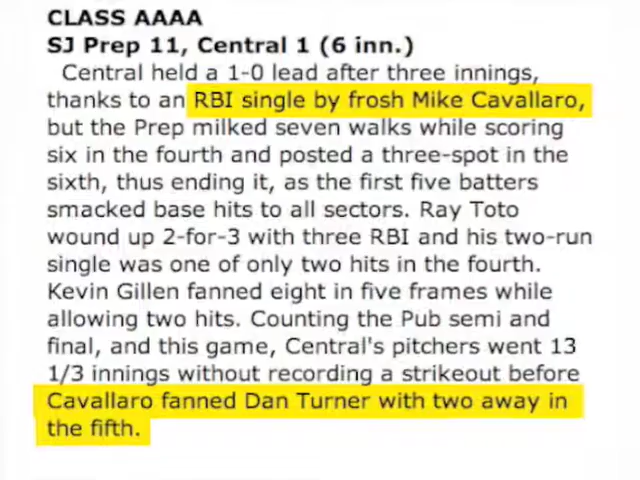 CLASS AAAA
SJ Prep 11, Central 1 (6 inn.)
Central held a 1-0 lead after three innings,
thanks to an RBI single by frosh Mike Cavallaro,
but the Prep milked seven walks while scoring
six in the fourth and posted a three-spot in the
sixth, thus ending it, as the first five batters
smacked base hits to all sectors. Ray Toto
wound up 2-for-3 with three RBI and his two-run
single was one of only two hits in the fourth.
Kevin Gillen fanned eight in five frames while
allowing two hits. Counting the Pub semi and
final, and this game, Central's pitchers went 13
1/3 innings without recording a strikeout before
Cavallaro fanned Dan Turner with two away in
the fifth.